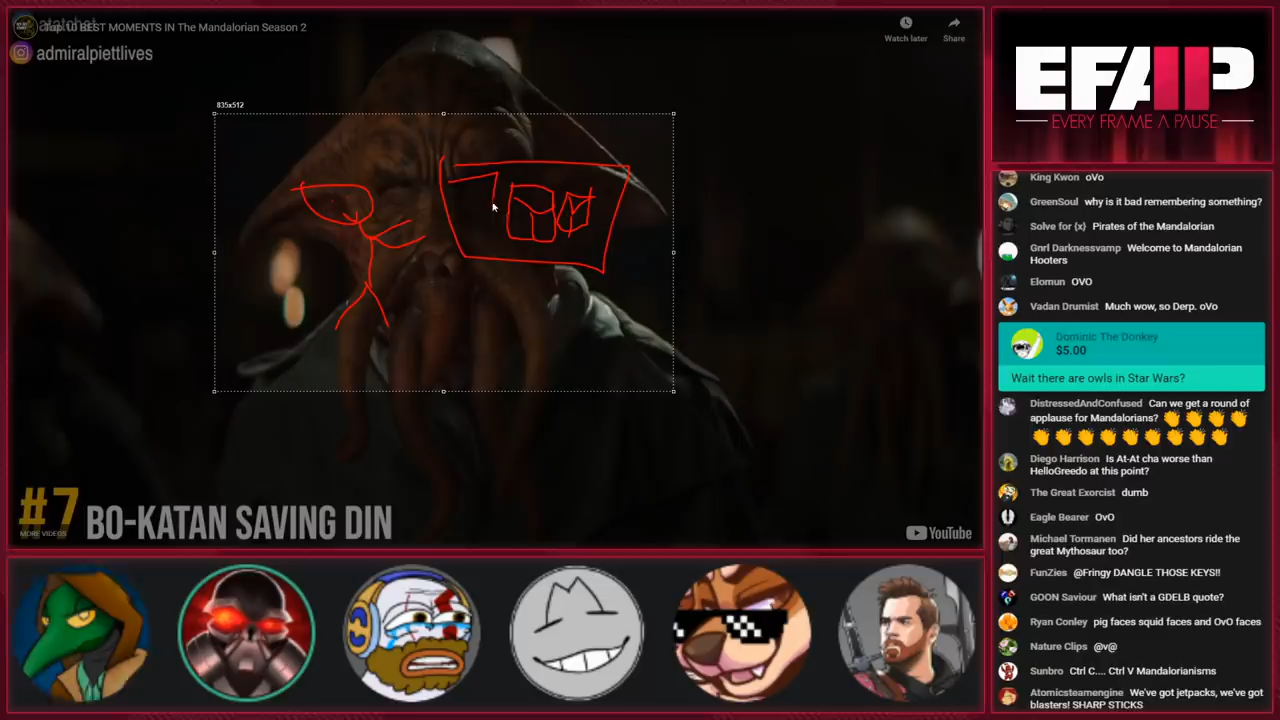 Top 10 BEST MOMENTS IN The Mandalorian Season 2
admiralpiettlives
Watch later
Share
835x512
#7
BO-KATAN SAVING DIN
MORE VIDEOS
YouTube
EFAP
EVERY FRAME A PAUSE
King Kwon oVo
GreenSoul why is it bad remembering something?
Solve for {x} Pirates of the Mandalorian
Gnrl Darknessvamp Welcome to Mandalorian
Hooters
Elomun OVO
Vadan Drumist Much wow, so Derp. oVo
Dominic The Donkey
$5.00
Wait there are owls in Star Wars?
DistressedAndConfused Can we get a round of
applause for Mandalorians? 👏 👏 👏 👏
👏 👏 👏 👏 👏 👏 👏 👏 👏
Diego Harrison Is At-At cha worse than
HelloGreedo at this point?
The Great Exorcist dumb
Eagle Bearer OvO
Michael Tormanen Did her ancestors ride the
great Mythosaur too?
FunZies @Fringy DANGLE THOSE KEYS!!
GOON Saviour What isn't a GDELB quote?
Ryan Conley pig faces squid faces and OvO faces
Nature Clips @v@
Sunbro Ctrl C.... Ctrl V Mandalorianisms
Atomicsteamengine We've got jetpacks, we've got
blasters! SHARP STICKS